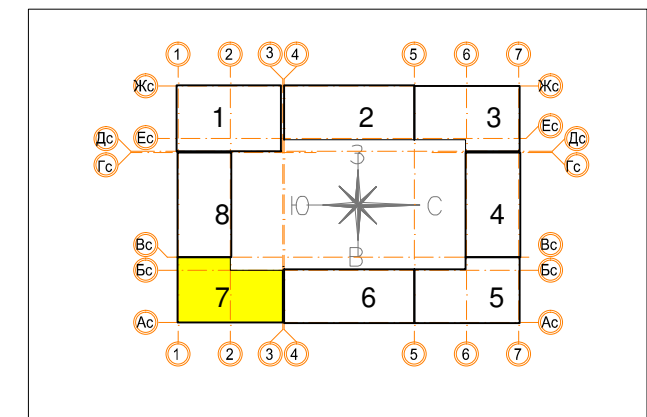 1 2 3 4 5 6 7
Жс Жс
1 2 3
Ес Ес
Дс Дс
З
Гс Гс
Ю С
8 4
Вс Вс
В
Бс Бс
7 6 5
Ас Ас
1 2 3 4 5 6 7